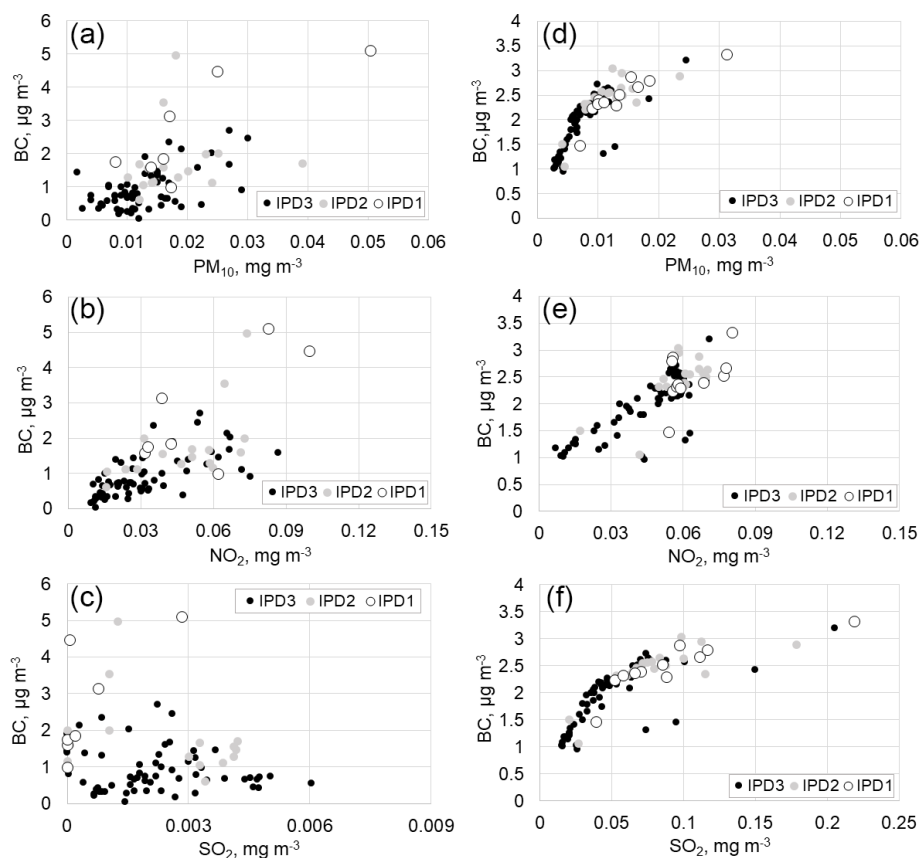 (a)
6
5
4
3
2
1
0
BC, µg m⁻³
IPD3 IPD2 IPD1
0 0.01 0.02 0.03 0.04 0.05 0.06
PM₁₀, mg m⁻³
(d)
4
3.5
3
2.5
2
1.5
1
0.5
0
BC,µg m⁻³
IPD3 IPD2 IPD1
0 0.01 0.02 0.03 0.04 0.05 0.06
PM₁₀, mg m⁻³
(b)
6
5
4
3
2
1
0
BC, µg m⁻³
IPD3 IPD2 IPD1
0.00 0.03 0.06 0.09 0.12 0.15
NO₂, mg m⁻³
(e)
4
3.5
3
2.5
2
1.5
1
0.5
0
BC, µg m⁻³
IPD3 IPD2 IPD1
0 0.03 0.06 0.09 0.12 0.15
NO₂, mg m⁻³
(c)
6
5
4
3
2
1
0
BC, µg m⁻³
IPD3 IPD2 IPD1
0.000 0.003 0.006 0.009
SO₂, mg m⁻³
(f)
4
3.5
3
2.5
2
1.5
1
0.5
0
BC, µg m⁻³
IPD3 IPD2 IPD1
0 0.05 0.1 0.15 0.2 0.25
SO₂, mg m⁻³